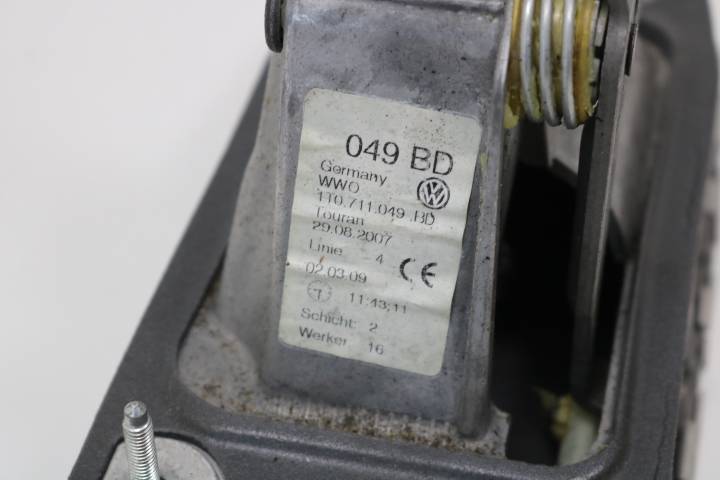 049 BD
Germany
WWO
1T0.711.049 .BD
Touran
29.08.2007
Linie 4
02.03.09 CE
11:43:11
Schicht: 2
Werker 16